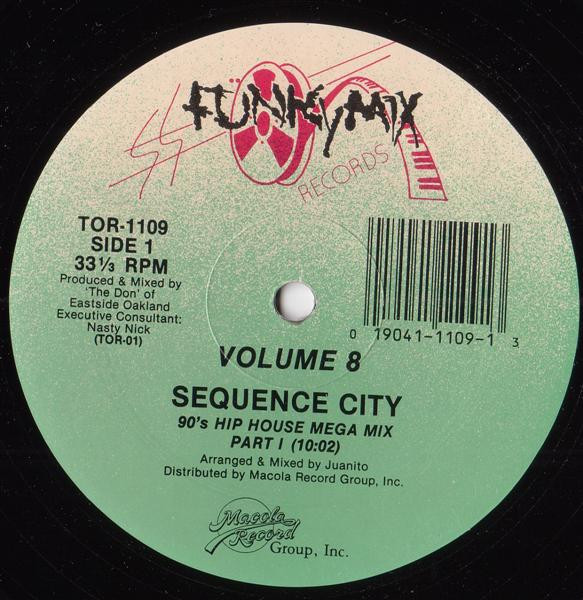 FUNKYMIX
RECORDS
TOR-1109
SIDE 1
33 1/3 RPM
Produced & Mixed by
'The Don' of
Eastside Oakland
Executive Consultant:
Nasty Nick
(TOR-01)
0 19041-1109-1 3
VOLUME 8
SEQUENCE CITY
90's HIP HOUSE MEGA MIX
PART I (10:02)
Arranged & Mixed by Juanito
Distributed by Macola Record Group, Inc.
Macola
Record
Group, Inc.